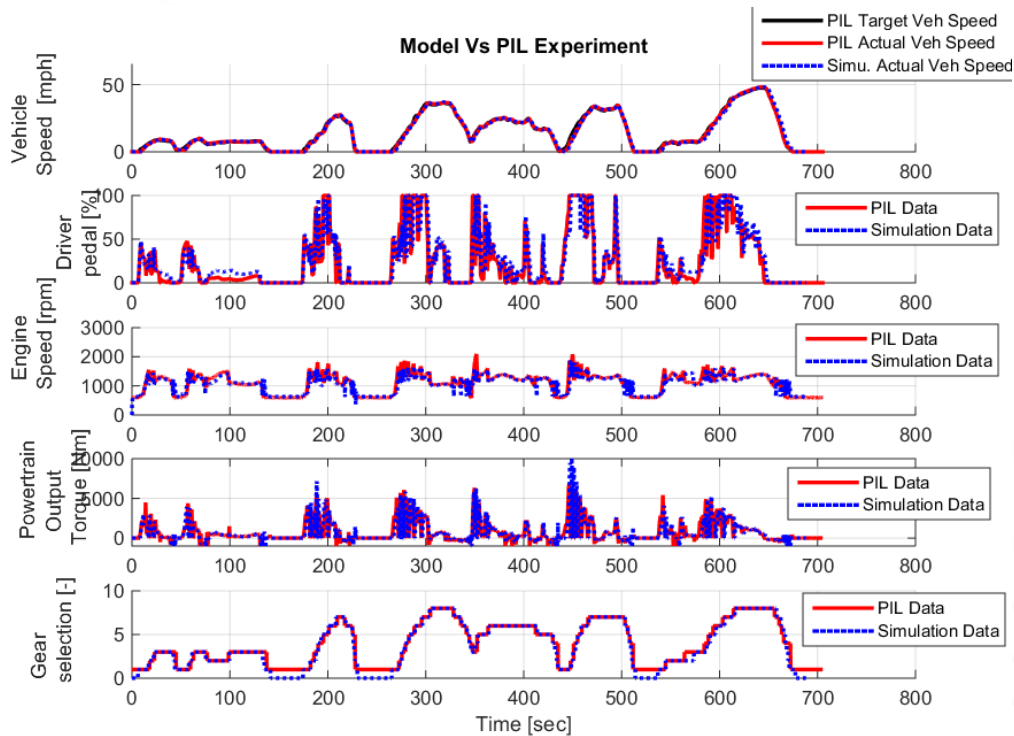 PIL Target Veh Speed
PIL Actual Veh Speed
Simu. Actual Veh Speed
Model Vs PIL Experiment
Vehicle
Speed [mph]
50
0
0 100 200 300 400 500 600 700 800
Driver
pedal [%]
100
50
0
PIL Data
Simulation Data
0 100 200 300 400 500 600 700 800
Engine
Speed [rpm]
3000
2000
1000
0
PIL Data
Simulation Data
0 100 200 300 400 500 600 700 800
Powertrain
Output
Torque [Nm]
10000
5000
0
PIL Data
Simulation Data
0 100 200 300 400 500 600 700 800
Gear
selection [-]
10
5
0
PIL Data
Simulation Data
0 100 200 300 400 500 600 700 800
Time [sec]